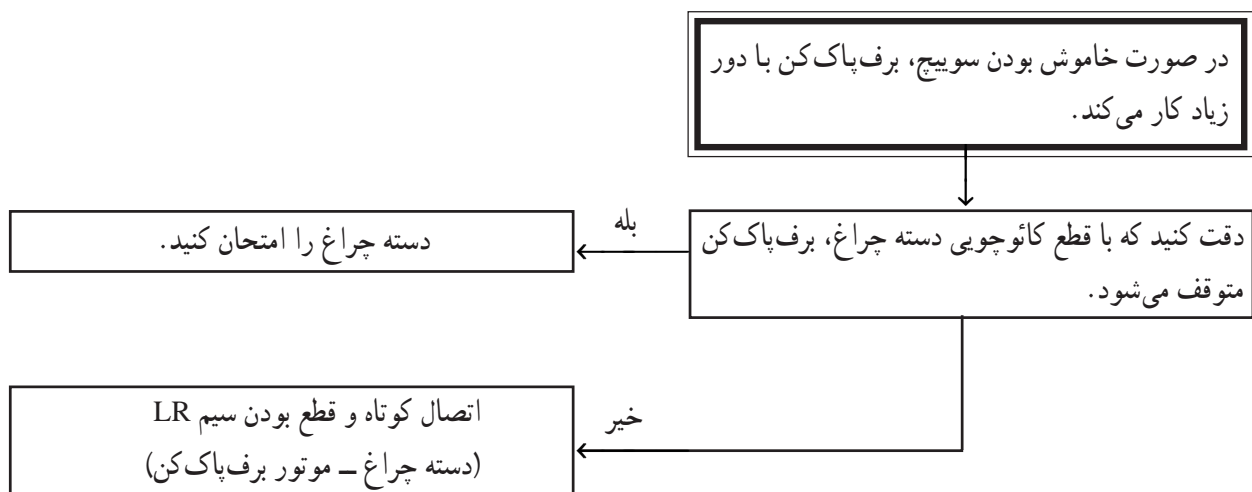 در صورت خاموش بودن سوییچ، برف‌پاک‌کن با دور
زیاد کار می‌کند.
دقت کنید که با قطع کائوچویی دسته چراغ، برف‌پاک‌کن
متوقف می‌شود.
بله
دسته چراغ را امتحان کنید.
خیر
اتصال کوتاه و قطع بودن سیم LR
(دسته چراغ ــ موتور برف‌پاک‌کن)